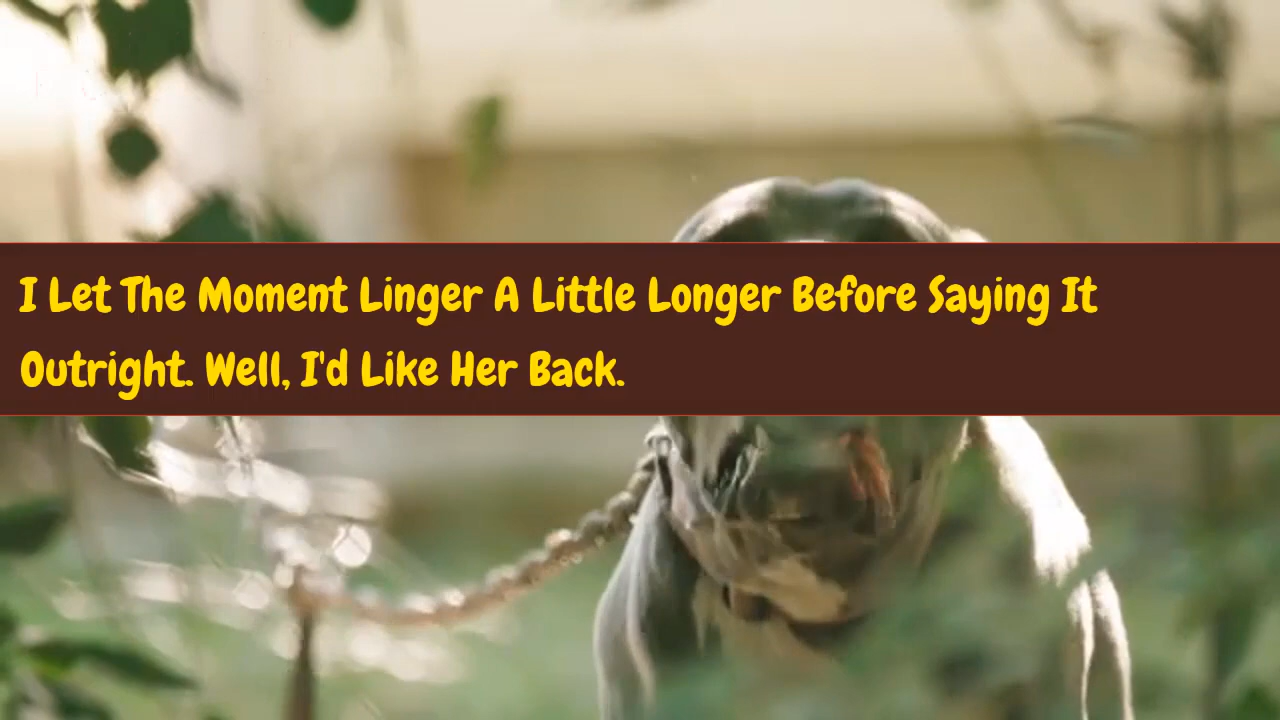 I Let The Moment Linger A Little Longer Before Saying It
Outright. Well, I'd Like Her Back.